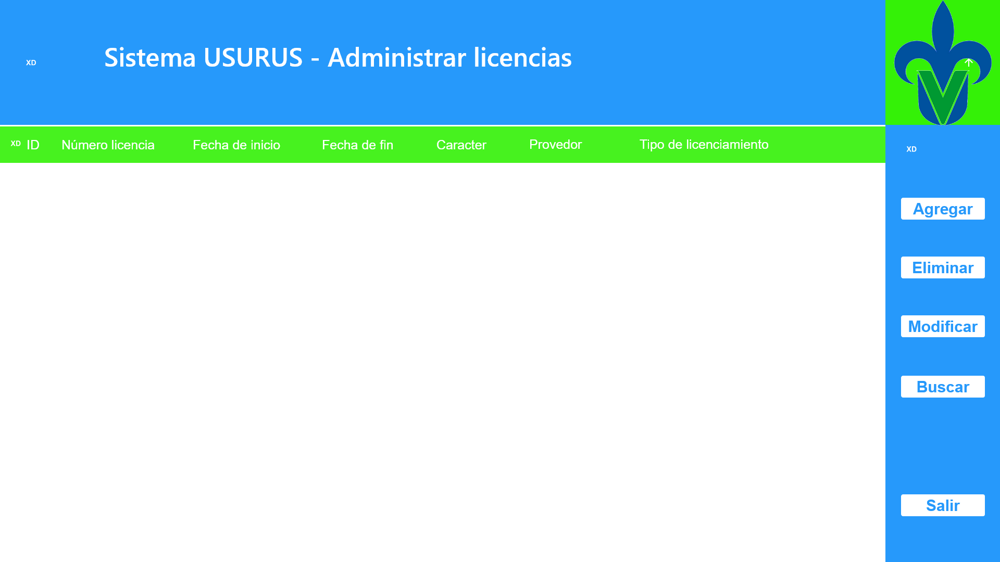 XD
Sistema USURUS - Administrar licencias
XD ID Número licencia Fecha de inicio Fecha de fin Caracter Provedor Tipo de licenciamiento
XD
Agregar
Eliminar
Modificar
Buscar
Salir